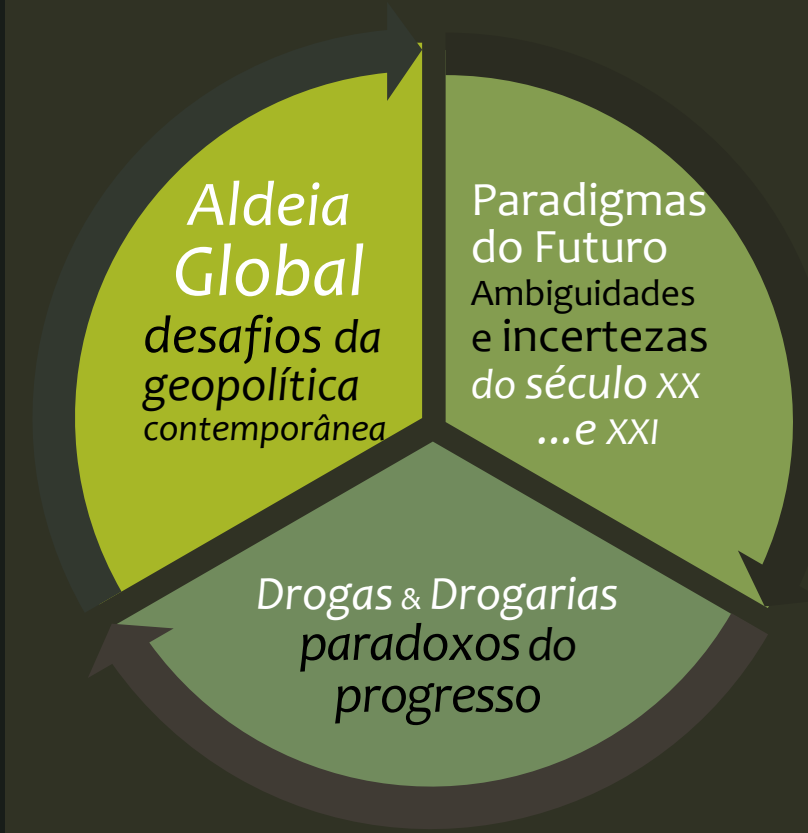 Aldeia
Global
desafios da
geopolítica
contemporânea
Paradigmas
do Futuro
Ambiguidades
e incertezas
do século XX
...e XXI
Drogas & Drogarias
paradoxos do
progresso